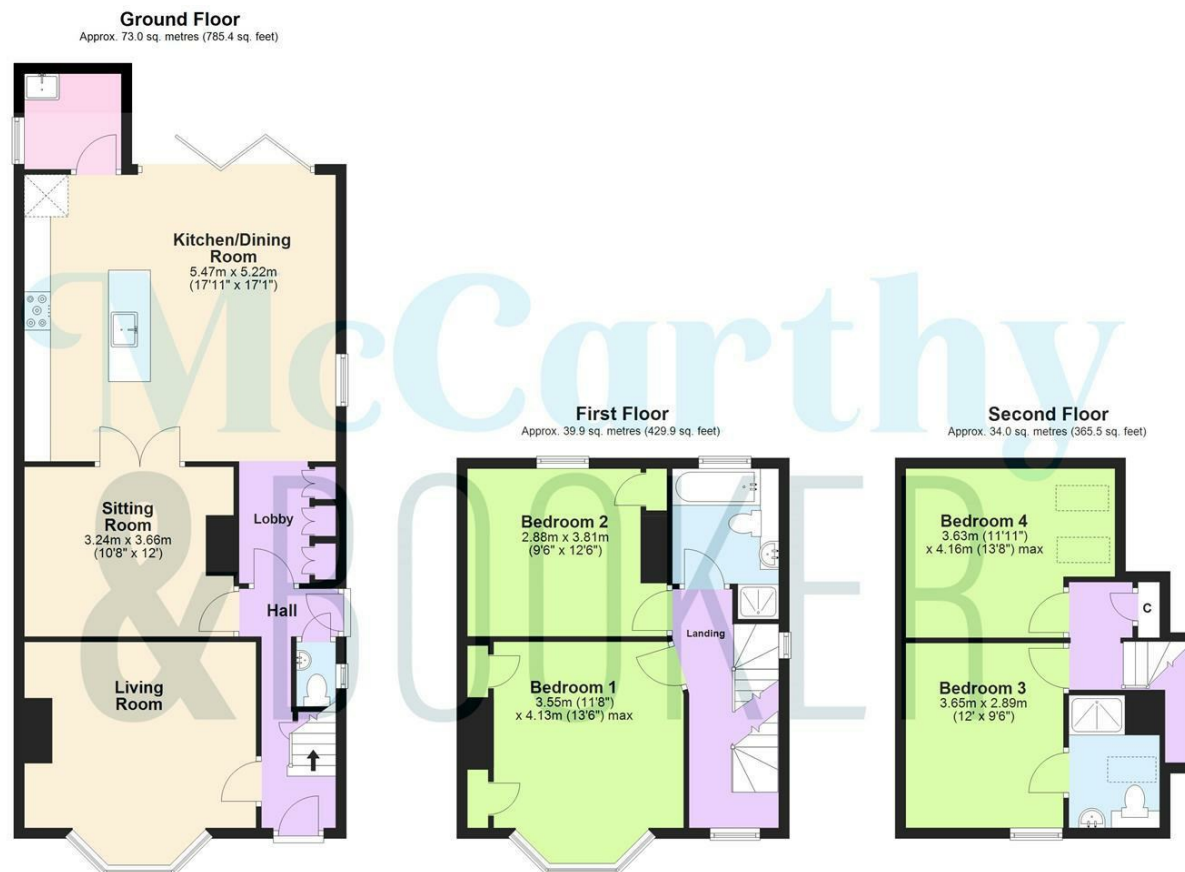 Ground Floor
Approx. 73.0 sq. metres (785.4 sq. feet)
Kitchen/Dining
Room
5.47m x 5.22m
(17'11" x 17'1")
Sitting
Room
3.24m x 3.66m
(10'8" x 12')
Lobby
Hall
Living
Room
First Floor
Approx. 39.9 sq. metres (429.9 sq. feet)
Bedroom 2
2.88m x 3.81m
(9'6" x 12'6")
Landing
Bedroom 1
3.55m (11'8")
x 4.13m (13'6") max
Second Floor
Approx. 34.0 sq. metres (365.5 sq. feet)
Bedroom 4
3.63m (11'11")
x 4.16m (13'8") max
C
Bedroom 3
3.65m x 2.89m
(12' x 9'6")
McCarthy
& BOOKER